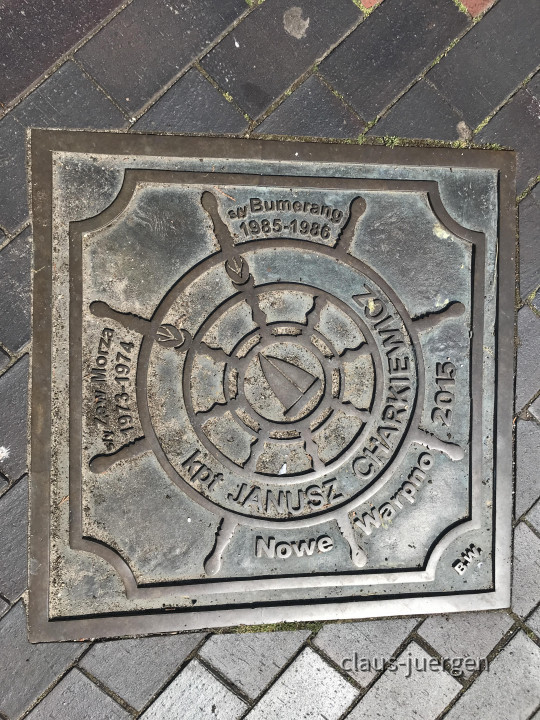 s/y Bumerang
1985-1986
s/y Zew Morza
1973-1974
kpt JANUSZ CHARKIEWICZ
Nowe Warpno 2015
B.W.
claus-juergen